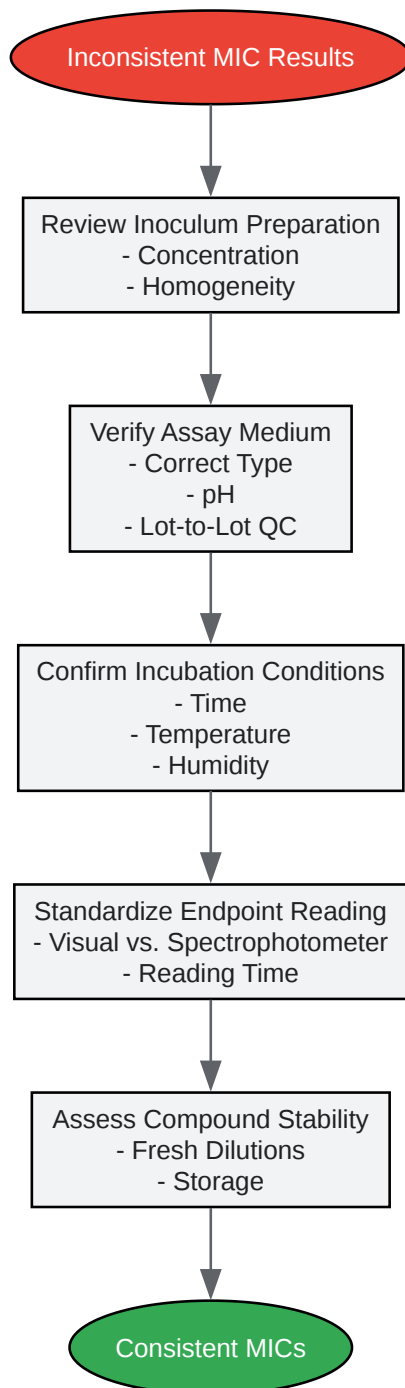 Inconsistent MIC Results
Review Inoculum Preparation
- Concentration
- Homogeneity
Verify Assay Medium
- Correct Type
- pH
- Lot-to-Lot QC
Confirm Incubation Conditions
- Time
- Temperature
- Humidity
Standardize Endpoint Reading
- Visual vs. Spectrophotometer
- Reading Time
Assess Compound Stability
- Fresh Dilutions
- Storage
Consistent MICs